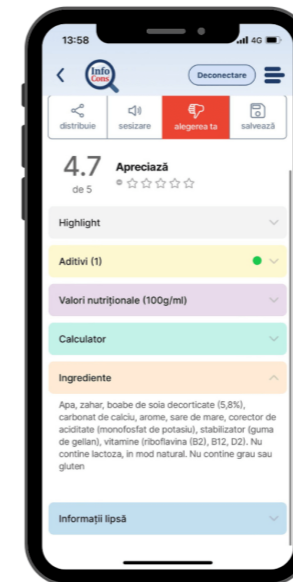 13:58
4G
Info
Cons
Deconectare
distribuie
sesizare
alegerea ta
salvează
4.7
de 5
Apreciază
Highlight
Aditivi (1)
Valori nutriționale (100g/ml)
Calculator
Ingrediente
Apa, zahar, boabe de soia decorticate (5,8%),
carbonat de calciu, arome, sare de mare, corector de
aciditate (monofosfat de potasiu), stabilizator (guma
de gellan), vitamine (riboflavina (B2), B12, D2). Nu
contine lactoza, in mod natural. Nu contine grau sau
gluten
Informații lipsă